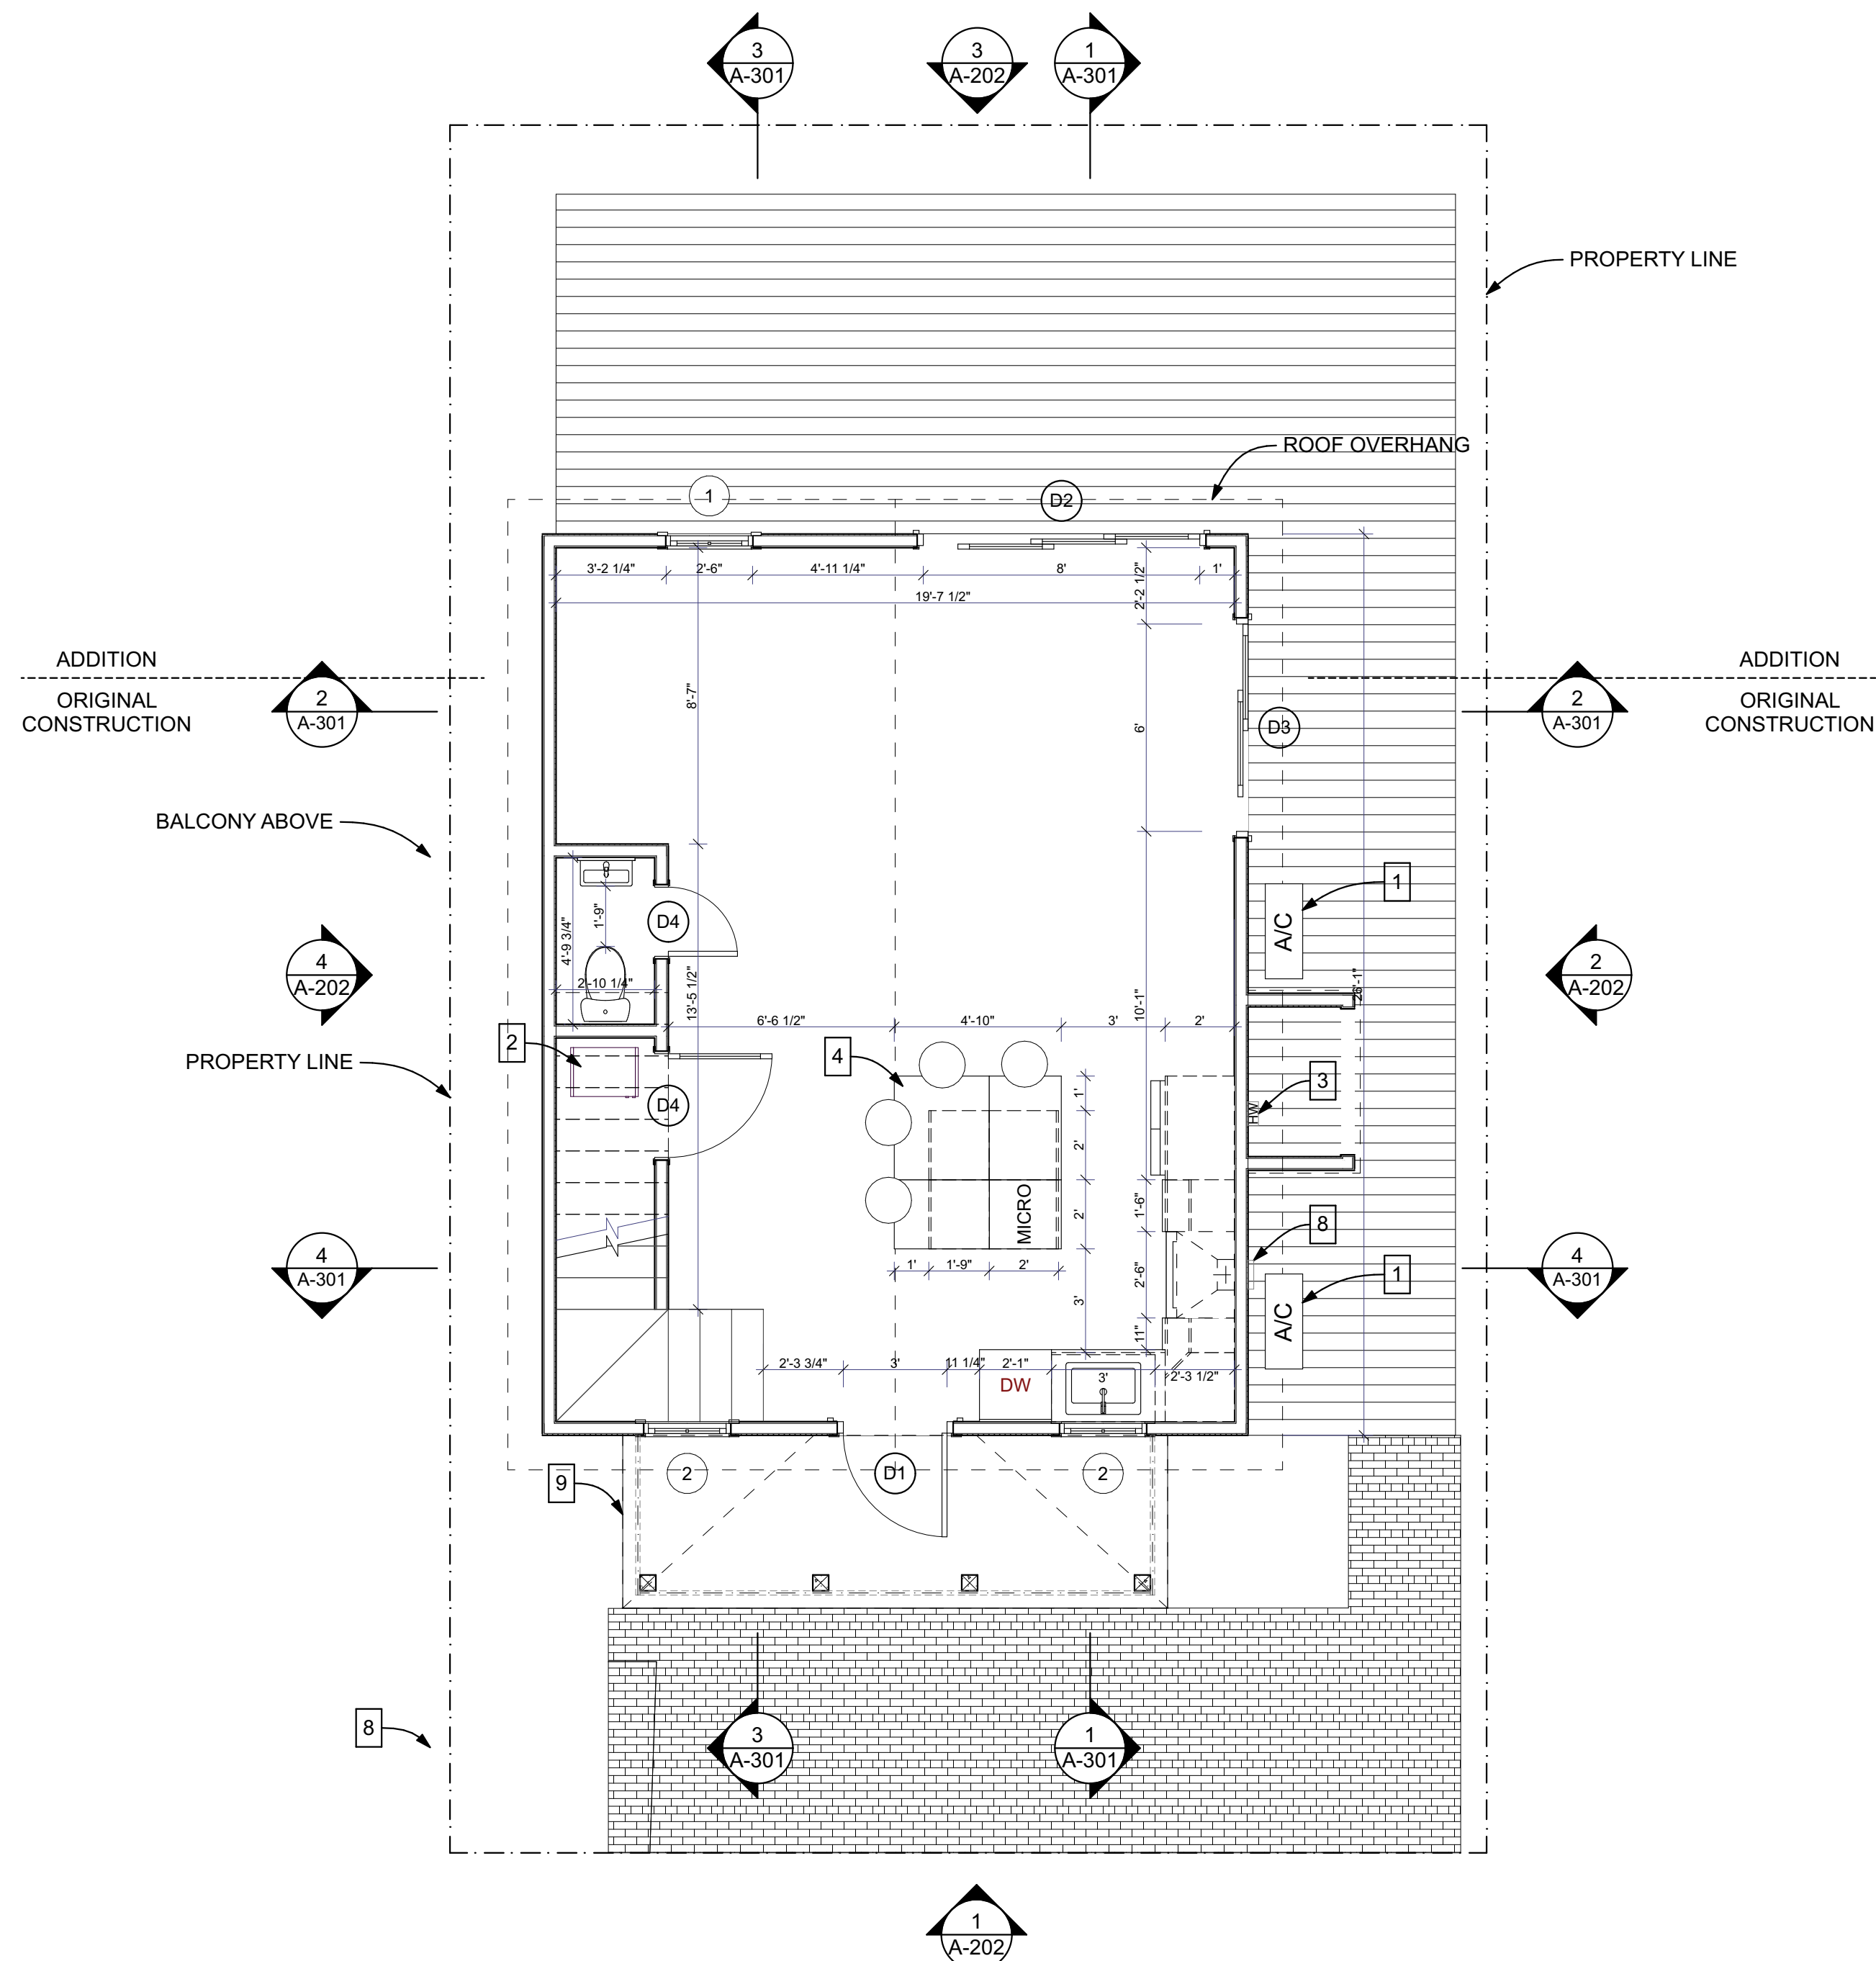 3
A-301
3
A-202
1
A-301
PROPERTY LINE
ROOF OVERHANG
1
D2
3'-2 1/4"
2'-6"
4'-11 1/4"
8'
1'
19'-7 1/2"
2'-2 1/2"
ADDITION
ORIGINAL
CONSTRUCTION
2
A-301
8'-7"
6'
D3
2
A-301
ADDITION
ORIGINAL
CONSTRUCTION
BALCONY ABOVE
1
A/C
D4
1'-9"
4'-9 3/4"
2'-10 1/4"
4
A-202
13'-5 1/2"
10'-1"
26'-1"
2
A-202
6'-6 1/2"
4'-10"
3'
2'
2
4
PROPERTY LINE
D4
1'
2'
3
HW
2'
MICRO
1'-6"
8
4
A-301
1'
1'-9"
2'
3'
2'-6"
1
A/C
4
A-301
11"
2'-3 3/4"
3'
11 1/4"
2'-1"
3'
2'-3 1/2"
DW
9
2
D1
2
8
3
A-301
1
A-301
1
A-202